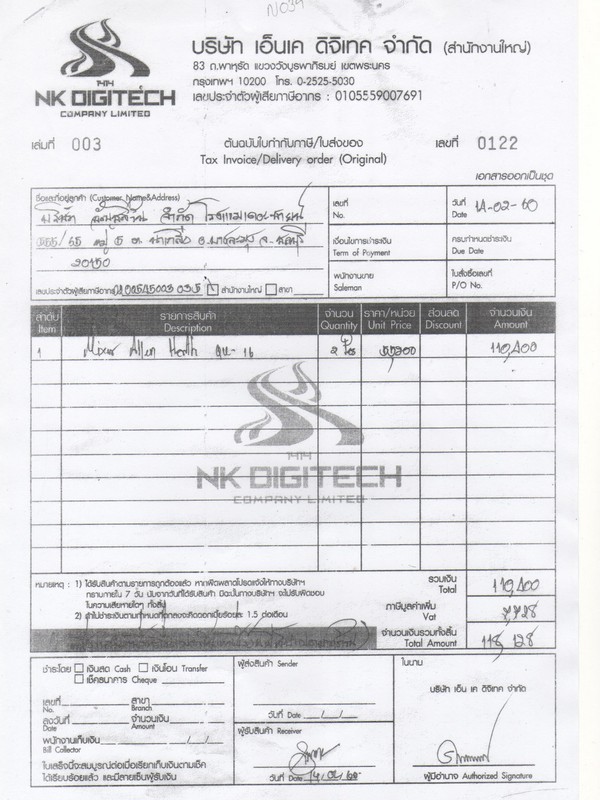 N039
บริษัท เอ็นเค ดิจิเทค จำกัด (สำนักงานใหญ่)
83 ถ.พาหุรัด แขวงวังบูรพาภิรมย์ เขตพระนคร
กรุงเทพฯ 10200 โทร. 0-2525-5030
เลขประจำตัวผู้เสียภาษีอากร : 0105559007691
1414
NK DIGITECH
COMPANY LIMITED
เล่มที่ 003
ต้นฉบับใบกำกับภาษี/ใบส่งของ
Tax Invoice/Delivery order (Original)
เลขที่ 0122
เอกสารออกเป็นชุด
ชื่อและที่อยู่ลูกค้า (Customer Name&Address)
บริษัท จำกัด
20150
เลขประจำตัวผู้เสียภาษีอากร สำนักงานใหญ่ สาขา
เลขที่
No.
วันที่
Date 14-02-60
เงื่อนไขการชำระเงิน
Term of Payment
ครบกำหนดชำระเงิน
Due Date
พนักงานขาย
Saleman
ใบสั่งซื้อเลขที่
P/O No.
ลำดับ รายการสินค้า จำนวน ราคา/หน่วย ส่วนลด จำนวนเงิน
Item Description Quantity Unit Price Discount Amount
1 Mixer Allen Heath QU-16 2 55,200 110,400
1414
NK DIGITECH
COMPANY LIMITED
หมายเหตุ : 1) ได้รับสินค้าตามรายการถูกต้องแล้ว หากผิดพลาดโปรดแจ้งให้ทางบริษัทฯ
ทราบภายใน 7 วัน นับจากวันที่ได้รับสินค้า มิฉะนั้นทางบริษัทฯ จะไม่รับผิดชอบ
ในความเสียหายใดๆ ทั้งสิ้น
2) ถ้าไม่ชำระเงินตามกำหนดที่ตกลงจะคิดดอกเบี้ยร้อยละ 1.5 ต่อเดือน
รวมเงิน
Total 110,400
ภาษีมูลค่าเพิ่ม
Vat 7,728
จำนวนเงินรวมทั้งสิ้น
Total Amount 118,128
ชำระโดย เงินสด Cash เงินโอน Transfer
เช็คธนาคาร Cheque
เลขที่ สาขา
No. Branch
ลงวันที่ จำนวนเงิน
Date Amount
พนักงานเก็บเงิน
Bill Collector
ใบเสร็จนี้จะสมบูรณ์ต่อเมื่อเรียกเก็บเงินตามเช็ค
ได้เรียบร้อยแล้ว และมีลายเซ็นผู้รับเงิน
ผู้ส่งสินค้า Sender
วันที่ Date
ผู้รับสินค้า Receiver
วันที่ Date
ในนาม
บริษัท เอ็น เค ดิจิเทค จำกัด
ผู้มีอำนาจ Authorized Signature